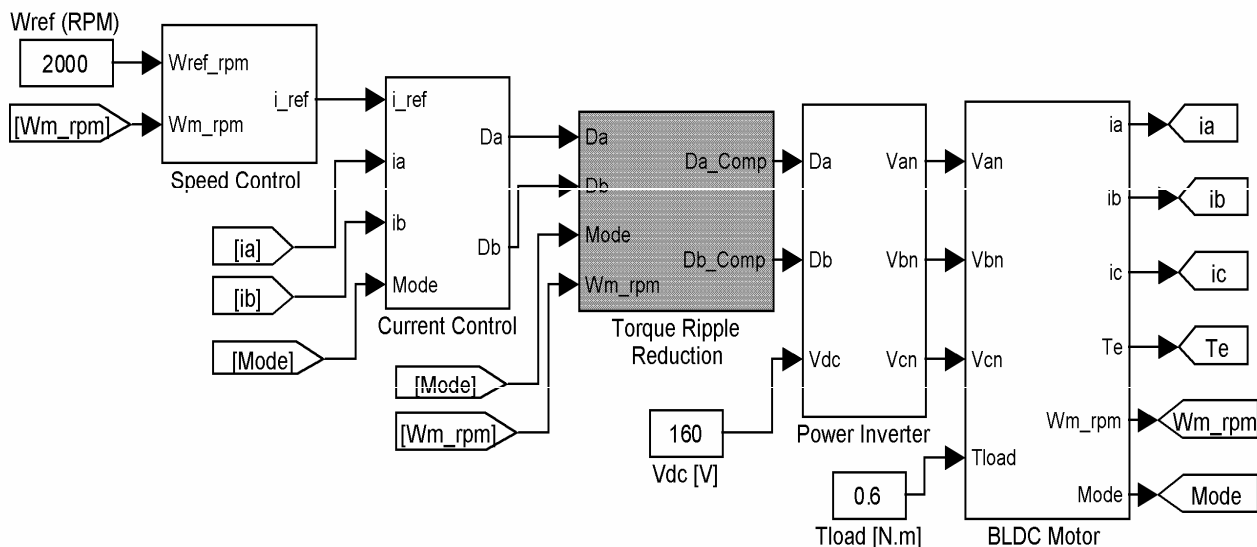 Wref (RPM)
2000
[Wm_rpm]
Wref_rpm
Wm_rpm
i_ref
Speed Control
[ia]
[ib]
[Mode]
i_ref
ia
ib
Mode
Da
Db
Current Control
[Mode]
[Wm_rpm]
Da
Db
Mode
Wm_rpm
Da_Comp
Db_Comp
Torque Ripple
Reduction
160
Vdc [V]
Da
Db
Vdc
Van
Vbn
Vcn
Power Inverter
0.6
Tload [N.m]
Van
Vbn
Vcn
Tload
ia
ib
ic
Te
Wm_rpm
Mode
BLDC Motor
ia
ib
ic
Te
Wm_rpm
Mode